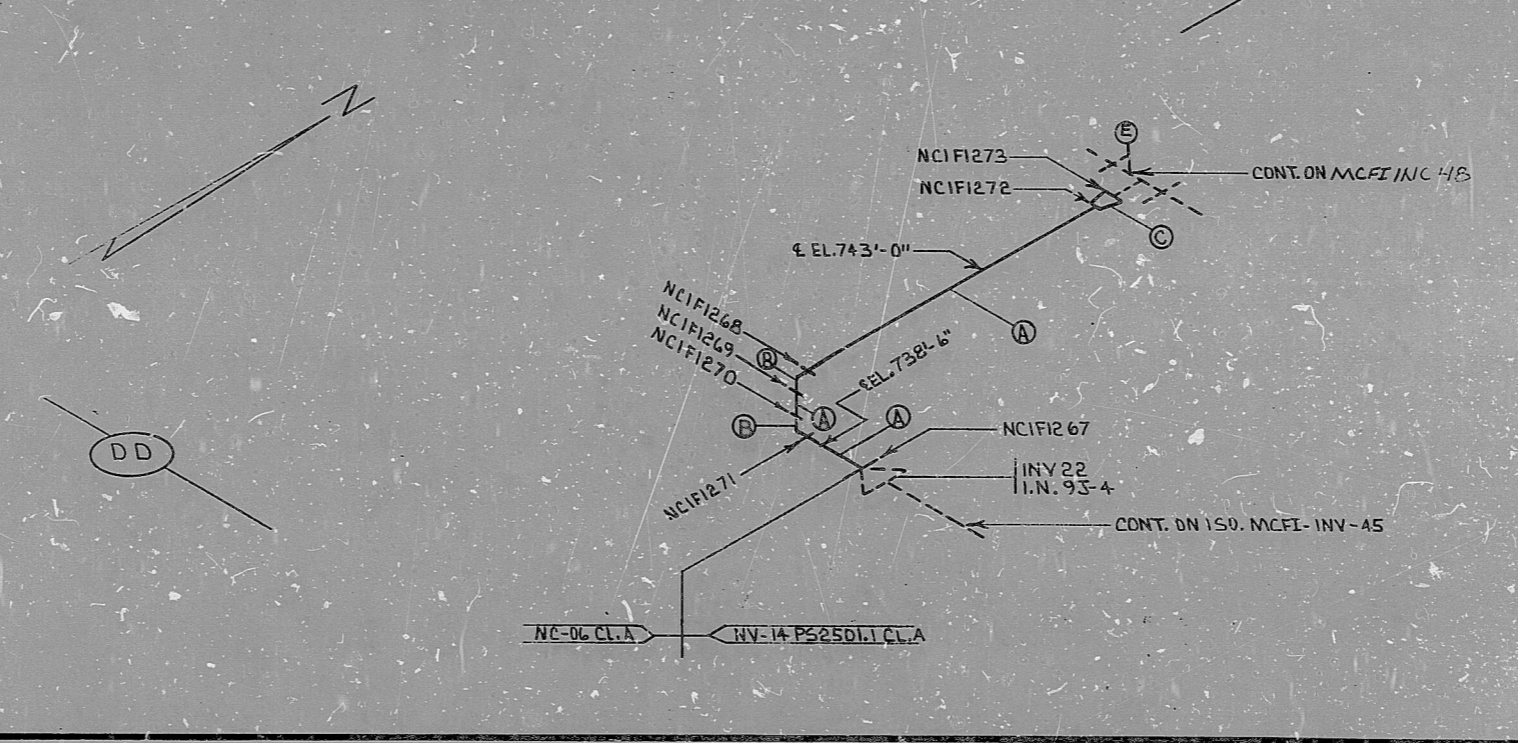 N
E
NC1F1273
CONT. ON MCFI INC 48
NC1F1272
C
℄ EL. 743'-0"
NC1F1268
A
NC1F1269
B
NC1F1270
℄ EL. 738'-6"
A
A
B
NC1F1267
DD
INV 22
I.N. 9J-4
NC1F1271
CONT. ON ISO. MCFI-INV-45
NC-06 CL.A
NV-14 PS2501.1 CL.A